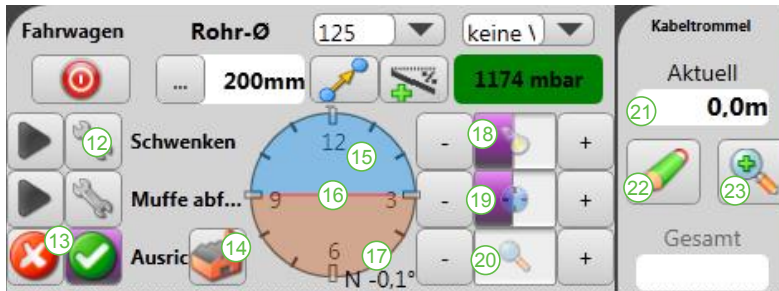 Fahrwagen Rohr-Ø 125 keine V
... 200mm 1174 mbar
12 Schwenken 12 15 18 - +
Muffe abf... 9 16 3 - 19 +
13 Ausric 14 6 17 - 20 +
N -0,1°
Kabeltrommel
Aktuell
21 0,0m
22 23
Gesamt